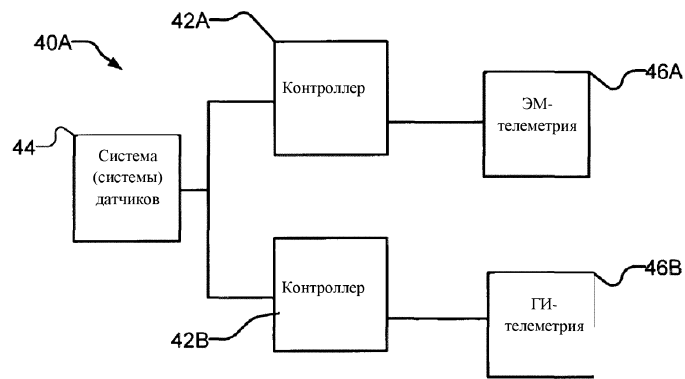 42A
40A
Контроллер
46A
ЭМ-
телеметрия
44
Система
(системы)
датчиков
Контроллер
42B
46B
ГИ-
телеметрия